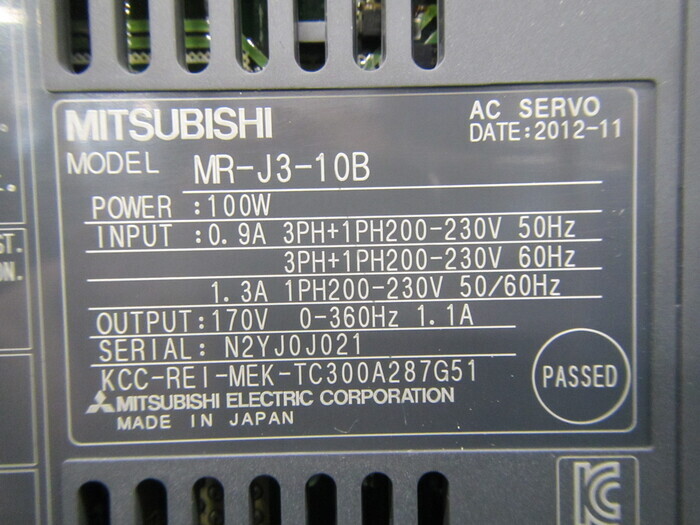 MITSUBISHI
AC SERVO
DATE:2012-11
MODEL MR-J3-10B
POWER :100W
INPUT :0.9A 3PH+1PH200-230V 50Hz
3PH+1PH200-230V 60Hz
1.3A 1PH200-230V 50/60Hz
OUTPUT:170V 0-360Hz 1.1A
SERIAL: N2YJ0J021
KCC-REI-MEK-TC300A287G51
PASSED
MITSUBISHI ELECTRIC CORPORATION
MADE IN JAPAN
ST.
ON.